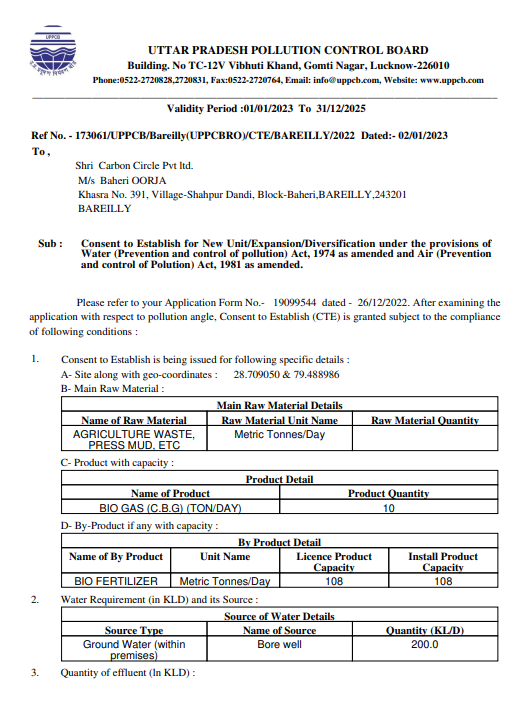 UPPCB
UTTAR PRADESH POLLUTION CONTROL BOARD
Building. No TC-12V Vibhuti Khand, Gomti Nagar, Lucknow-226010
Phone:0522-2720828,2720831, Fax:0522-2720764, Email: info@uppcb.com, Website: www.uppcb.com
Validity Period :01/01/2023 To 31/12/2025
Ref No. - 173061/UPPCB/Bareilly(UPPCBRO)/CTE/BAREILLY/2022 Dated:- 02/01/2023
To ,
Shri Carbon Circle Pvt ltd.
M/s Baheri OORJA
Khasra No. 391, Village-Shahpur Dandi, Block-Baheri,BAREILLY,243201
BAREILLY
Sub : Consent to Establish for New Unit/Expansion/Diversification under the provisions of
Water (Prevention and control of pollution) Act, 1974 as amended and Air (Prevention
and control of Polution) Act, 1981 as amended.
Please refer to your Application Form No.- 19099544 dated - 26/12/2022. After examining the
application with respect to pollution angle, Consent to Establish (CTE) is granted subject to the compliance
of following conditions :
1. Consent to Establish is being issued for following specific details :
A- Site along with geo-coordinates : 28.709050 & 79.488986
B- Main Raw Material :
Main Raw Material Details
Name of Raw Material Raw Material Unit Name Raw Material Quantity
AGRICULTURE WASTE, Metric Tonnes/Day
PRESS MUD, ETC
C- Product with capacity :
Product Detail
Name of Product Product Quantity
BIO GAS (C.B.G) (TON/DAY) 10
D- By-Product if any with capacity :
By Product Detail
Name of By Product Unit Name Licence Product Install Product
Capacity Capacity
BIO FERTILIZER Metric Tonnes/Day 108 108
2. Water Requirement (in KLD) and its Source :
Source of Water Details
Source Type Name of Source Quantity (KL/D)
Ground Water (within Bore well 200.0
premises)
3. Quantity of effluent (In KLD) :